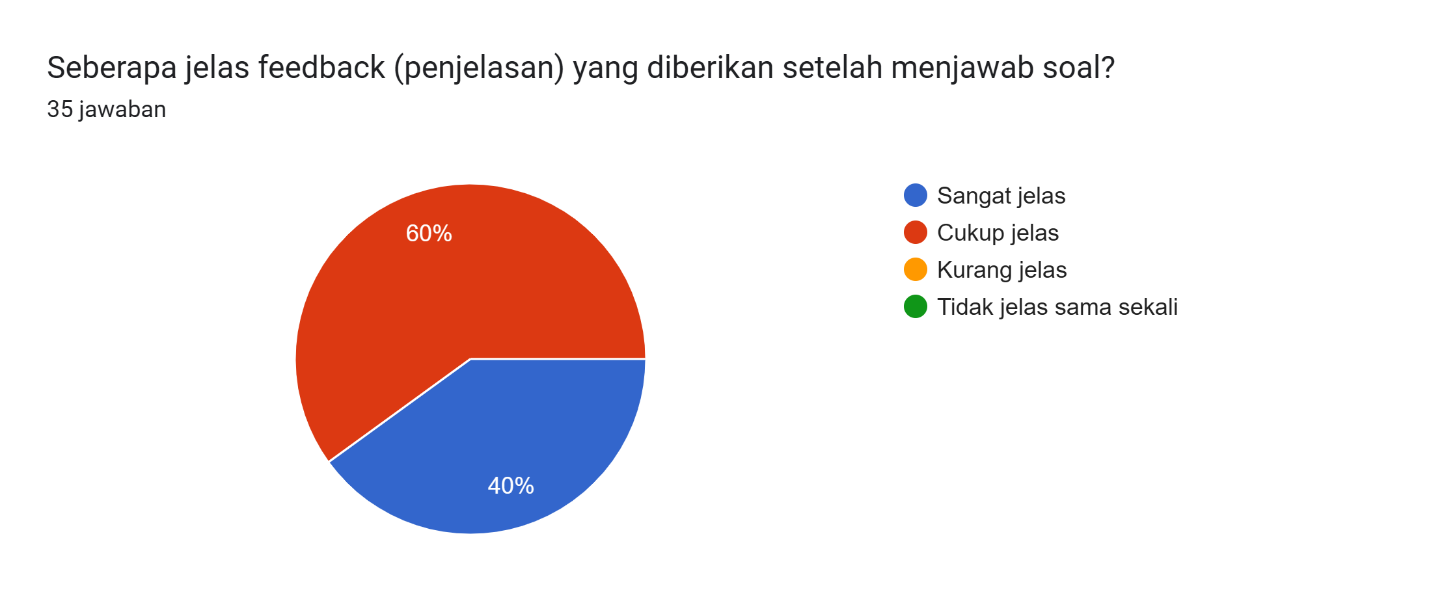 Seberapa jelas feedback (penjelasan) yang diberikan setelah menjawab soal?
35 jawaban
60%
40%
Sangat jelas
Cukup jelas
Kurang jelas
Tidak jelas sama sekali